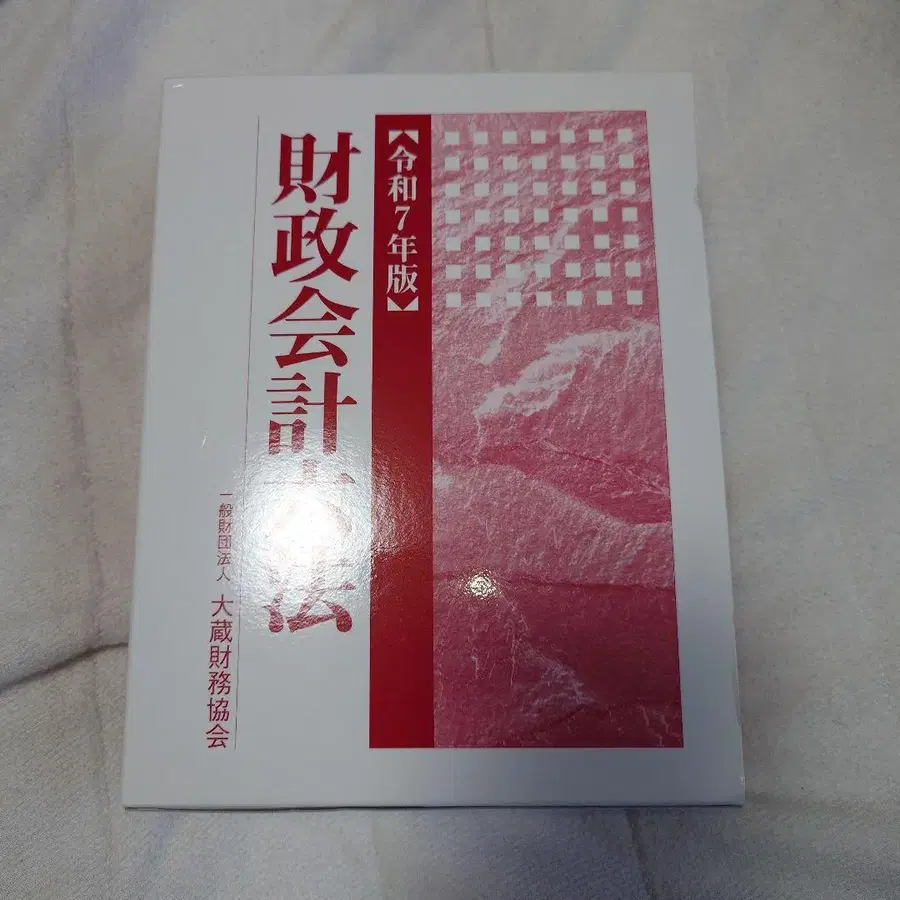 【令和7年版】
財政会計六法
一般財団法人 大蔵財務協会